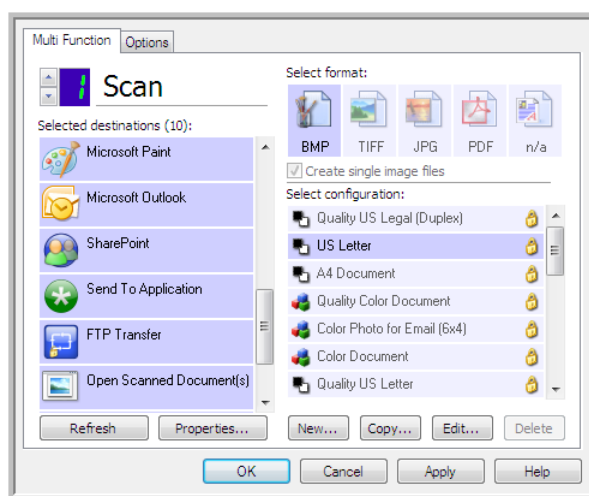 Multi Function
Options
1 Scan
Selected destinations (10):
Microsoft Paint
Microsoft Outlook
SharePoint
Send To Application
FTP Transfer
Open Scanned Document(s)
Refresh
Properties...
Select format:
BMP TIFF JPG PDF n/a
Create single image files
Select configuration:
Quality US Legal (Duplex)
US Letter
A4 Document
Quality Color Document
Color Photo for Email (6x4)
Color Document
Quality US Letter
New...
Copy...
Edit...
Delete
OK
Cancel
Apply
Help